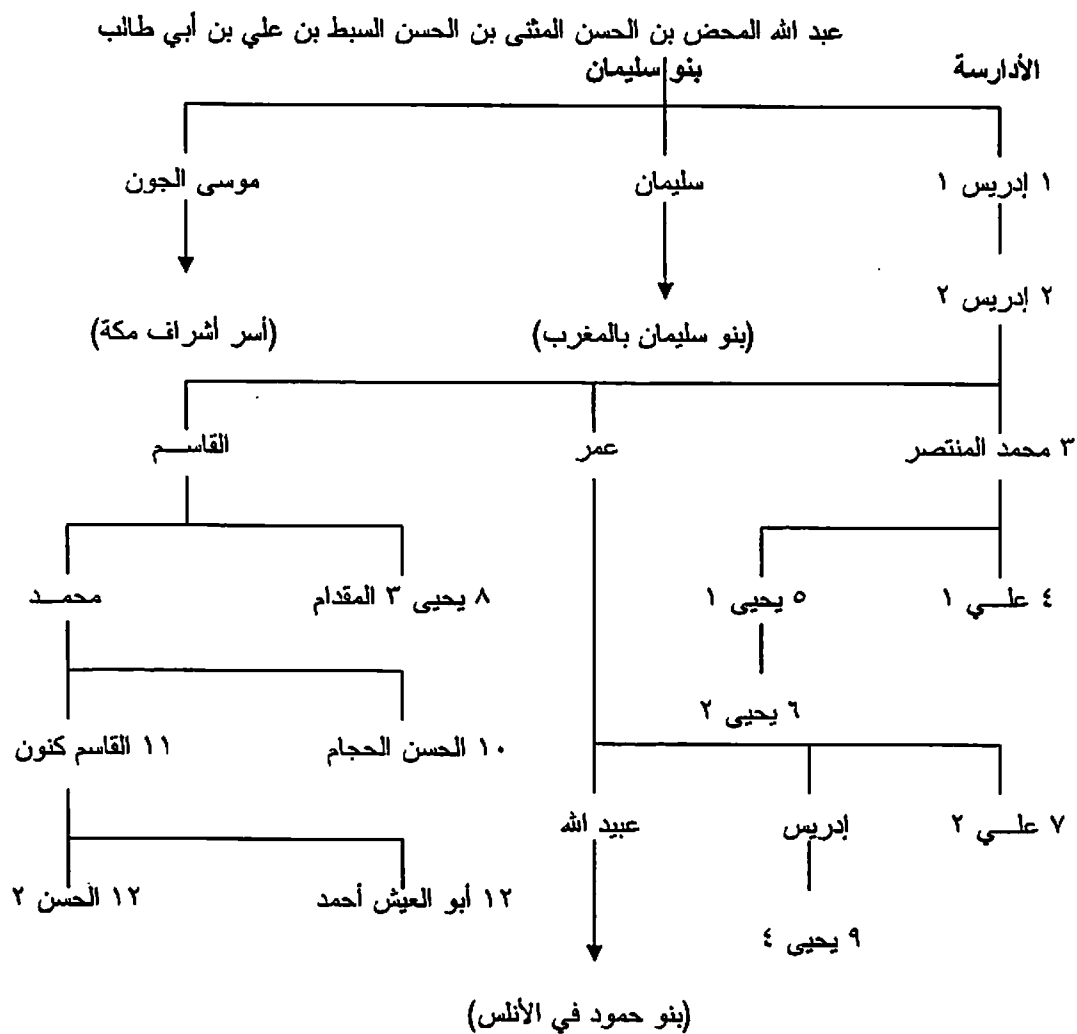 عبد الله المحض بن الحسن المثنى بن الحسن السبط بن علي بن أبي طالب
الأدارسة بنو سليمان
١ إدريس ١ سليمان موسى الجون
٢ إدريس ٢
(بنو سليمان بالمغرب) (أسر أشراف مكة)
٣ محمد المنتصر عمر القاسم
٤ علي ١ ٥ يحيى ١ ٨ يحيى ٣ المقدام محمد
٦ يحيى ٢
١٠ الحسن الحجام ١١ القاسم كنون
٧ علي ٢ إدريس عبيد الله
١٢ أبو العيش أحمد ١٢ الحسن ٢
٩ يحيى ٤
(بنو حمود في الأنلس)